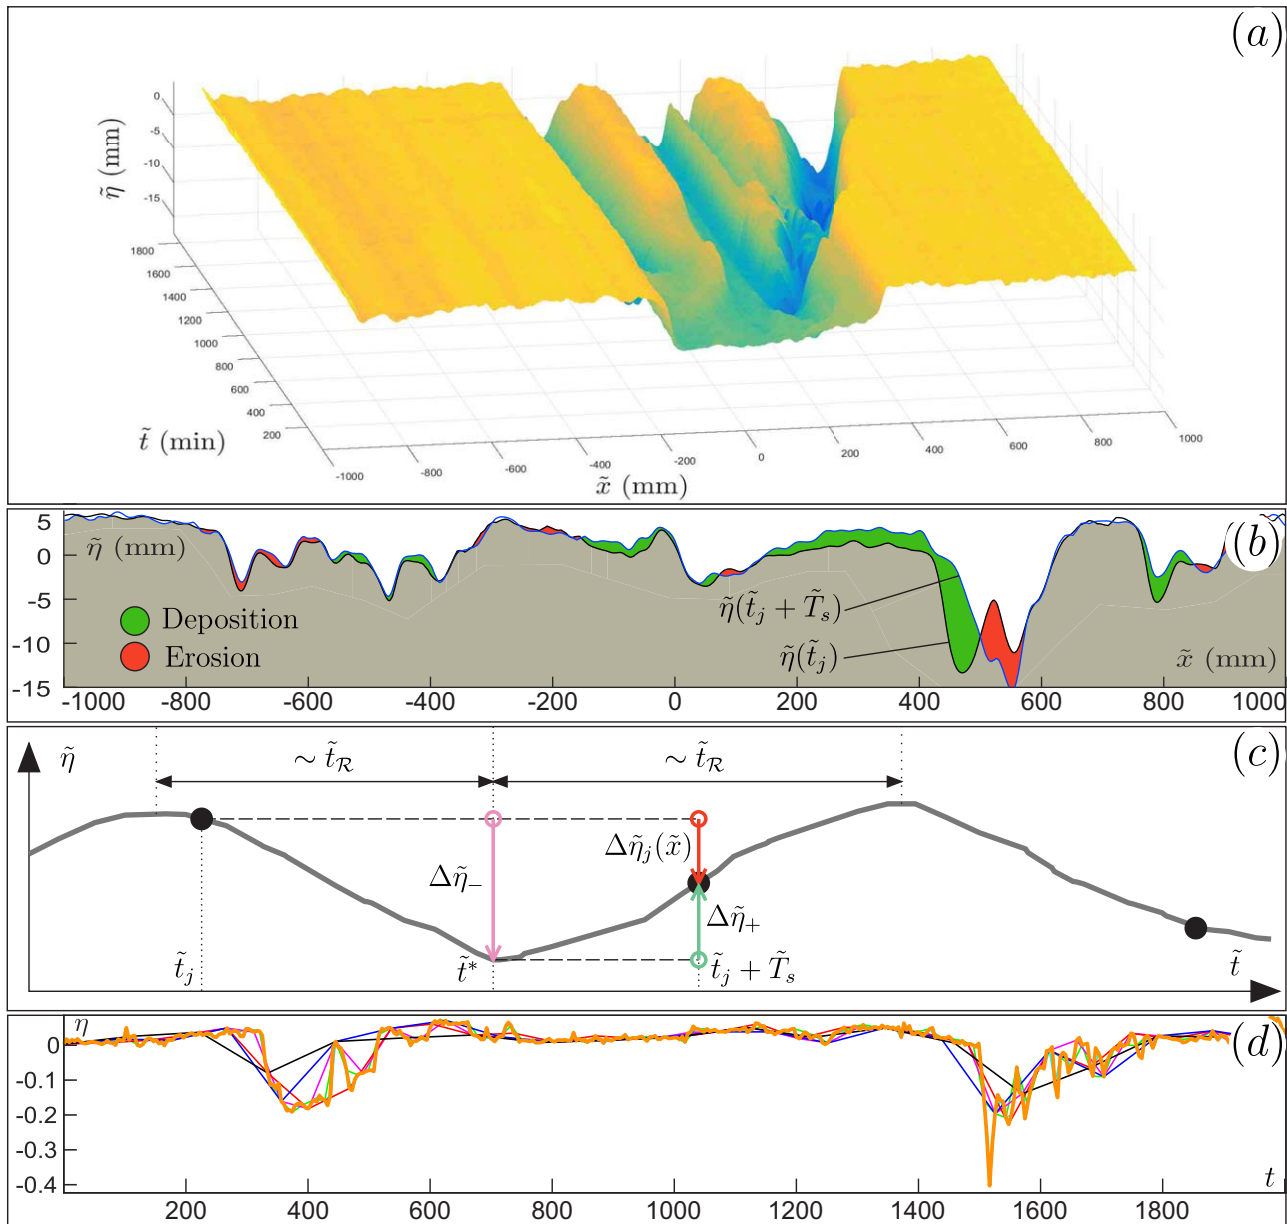 (a)
0
-5
-10
-15
η̃ (mm)
1800
1600
1400
1200
1000
800
600
400
200
t̃ (min)
-1000
-800
-600
-400
-200
0
200
400
600
800
1000
x̃ (mm)
5
0
-5
-10
-15
η̃ (mm)
(b)
Deposition
Erosion
η̃(t̃j + T̃s)
η̃(t̃j)
x̃ (mm)
-1000 -800 -600 -400 -200 0 200 400 600 800 1000
(c)
η̃
∼ t̃ℛ ∼ t̃ℛ
Δη̃j(x̃)
Δη̃−
Δη̃+
t̃j t̃* t̃j + T̃s t̃
(d)
η
0
-0.1
-0.2
-0.3
-0.4
t
200 400 600 800 1000 1200 1400 1600 1800